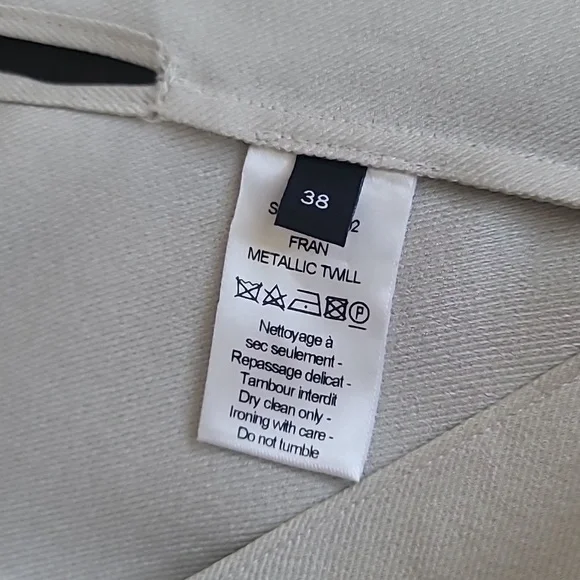 38
FRAN
METALLIC TWILL
P
Nettoyage à
sec seulement -
Repassage délicat -
Tambour interdit
Dry clean only -
Ironing with care -
Do not tumble